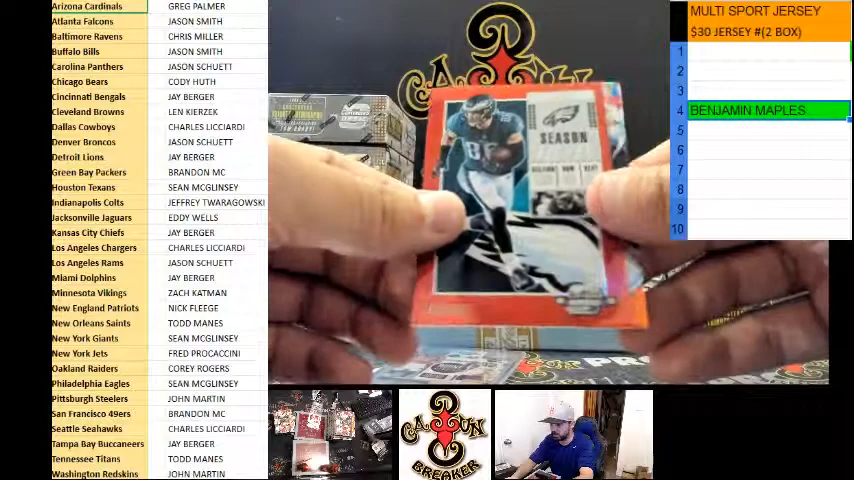 Arizona Cardinals GREG PALMER
Atlanta Falcons JASON SMITH
Baltimore Ravens CHRIS MILLER
Buffalo Bills JASON SMITH
Carolina Panthers JASON SCHUETT
Chicago Bears CODY HUTH
Cincinnati Bengals JAY BERGER
Cleveland Browns LEN KIERZEK
Dallas Cowboys CHARLES LICCIARDI
Denver Broncos JASON SCHUETT
Detroit Lions JAY BERGER
Green Bay Packers BRANDON MC
Houston Texans SEAN MCGLINSEY
Indianapolis Colts JEFFREY TWARAGOWSKI
Jacksonville Jaguars EDDY WELLS
Kansas City Chiefs JAY BERGER
Los Angeles Chargers CHARLES LICCIARDI
Los Angeles Rams JASON SCHUETT
Miami Dolphins JAY BERGER
Minnesota Vikings ZACH KATMAN
New England Patriots NICK FLEEGE
New Orleans Saints TODD MANES
New York Giants SEAN MCGLINSEY
New York Jets FRED PROCACCINI
Oakland Raiders COREY ROGERS
Philadelphia Eagles SEAN MCGLINSEY
Pittsburgh Steelers JOHN MARTIN
San Francisco 49ers BRANDON MC
Seattle Seahawks CHARLES LICCIARDI
Tampa Bay Buccaneers JAY BERGER
Tennessee Titans TODD MANES
Washington Redskins JOHN MARTIN
SEASON
MULTI SPORT JERSEY
$30 JERSEY #(2 BOX)
1
2
3
4 BENJAMIN MAPLES
5
6
7
8
9
10
CAJUN
BREAKER